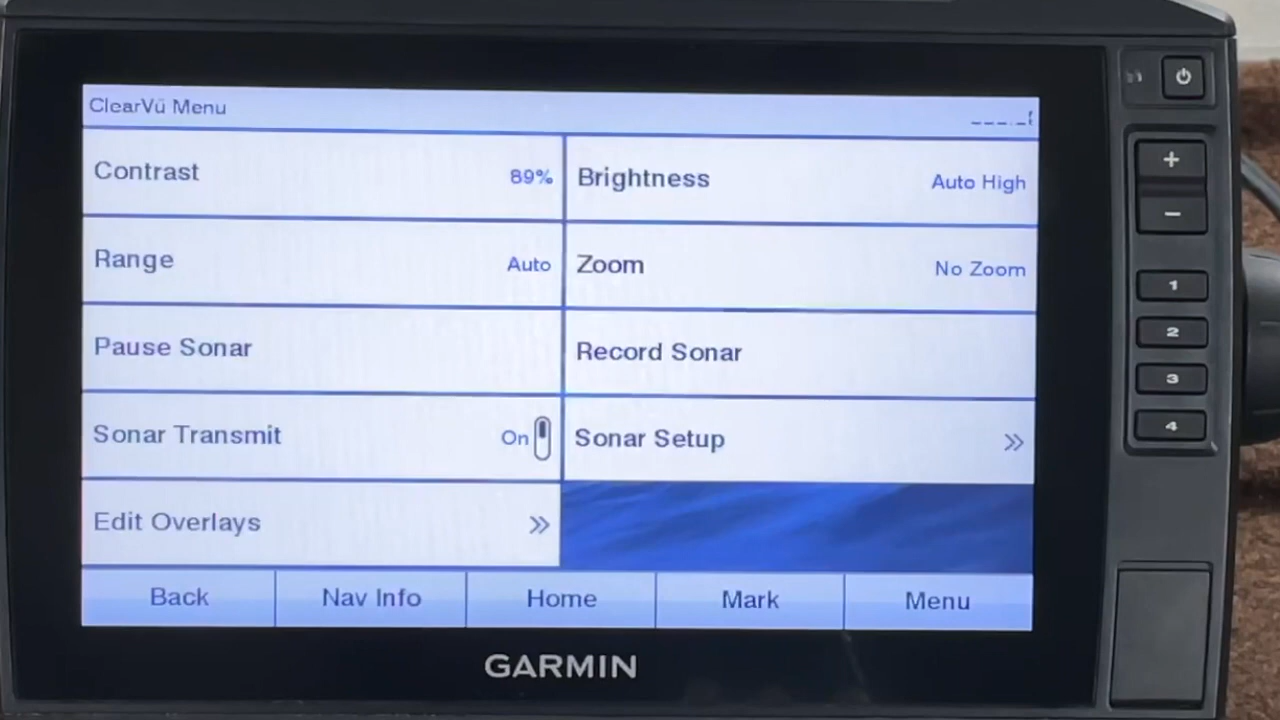 ClearVü Menu
Contrast 89%
Brightness Auto High
Range Auto
Zoom No Zoom
Pause Sonar
Record Sonar
Sonar Transmit On
Sonar Setup
Edit Overlays
Back Nav Info Home Mark Menu
GARMIN
+
−
1
2
3
4